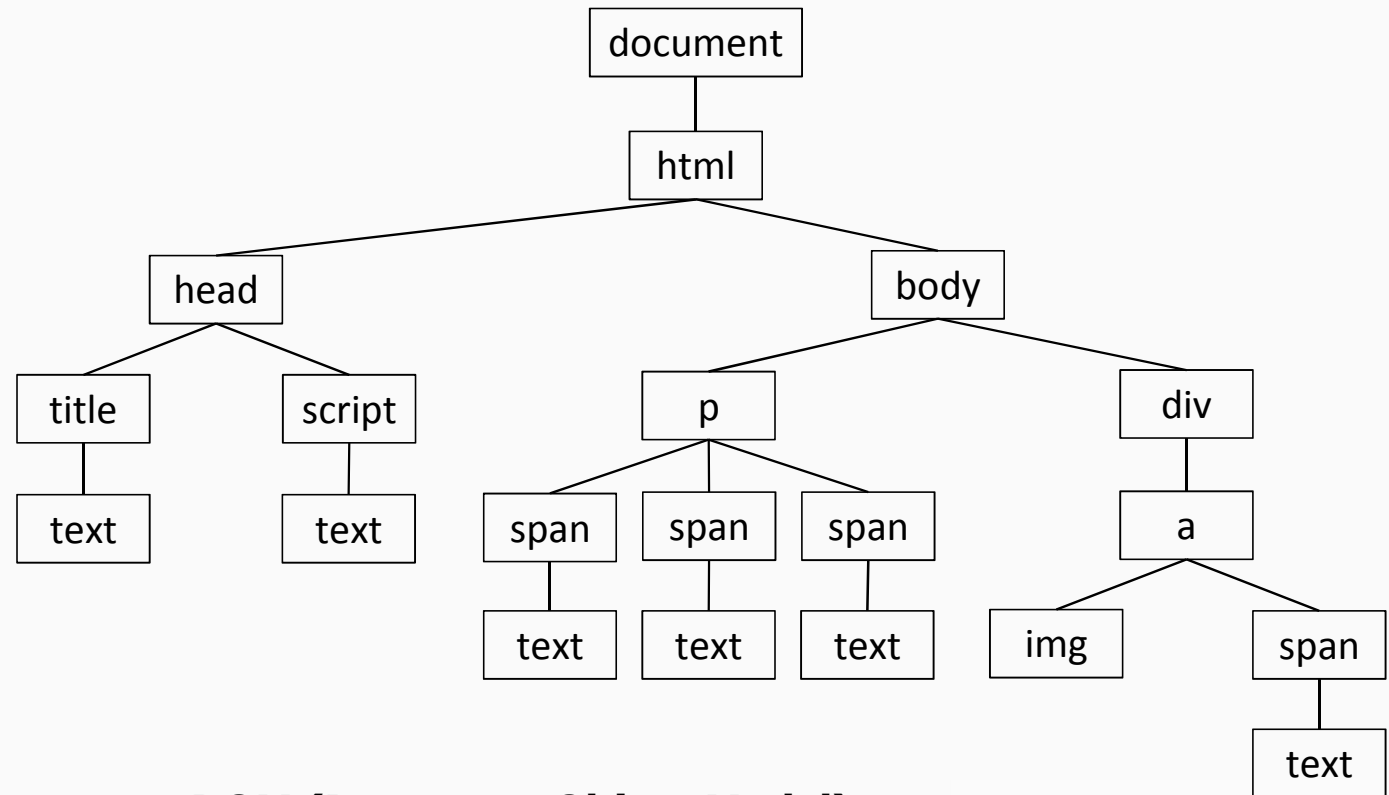 document
html
head
body
title
script
p
div
text
text
span
span
span
a
text
text
text
img
span
text